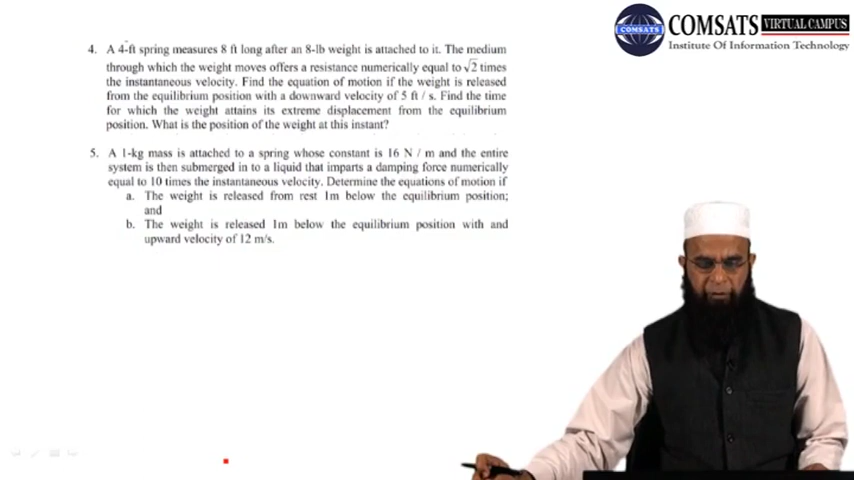 COMSATS VIRTUAL CAMPUS
COMSATS
Institute Of Information Technology
4. A 4-ft spring measures 8 ft long after an 8-lb weight is attached to it. The medium
through which the weight moves offers a resistance numerically equal to √2 times
the instantaneous velocity. Find the equation of motion if the weight is released
from the equilibrium position with a downward velocity of 5 ft / s. Find the time
for which the weight attains its extreme displacement from the equilibrium
position. What is the position of the weight at this instant?
5. A 1-kg mass is attached to a spring whose constant is 16 N / m and the entire
system is then submerged in to a liquid that imparts a damping force numerically
equal to 10 times the instantaneous velocity. Determine the equations of motion if
a. The weight is released from rest 1m below the equilibrium position;
and
b. The weight is released 1m below the equilibrium position with and
upward velocity of 12 m/s.